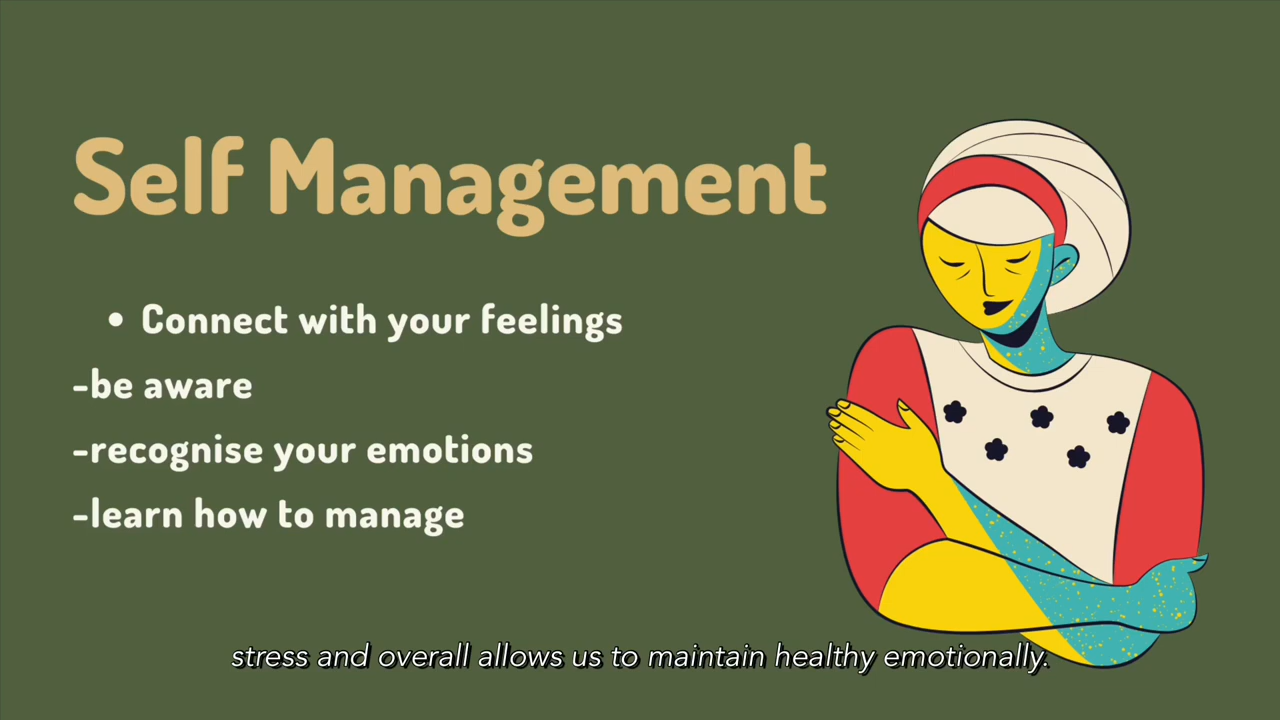 Self Management
• Connect with your feelings
-be aware
-recognise your emotions
-learn how to manage
stress and overall allows us to maintain healthy emotionally.